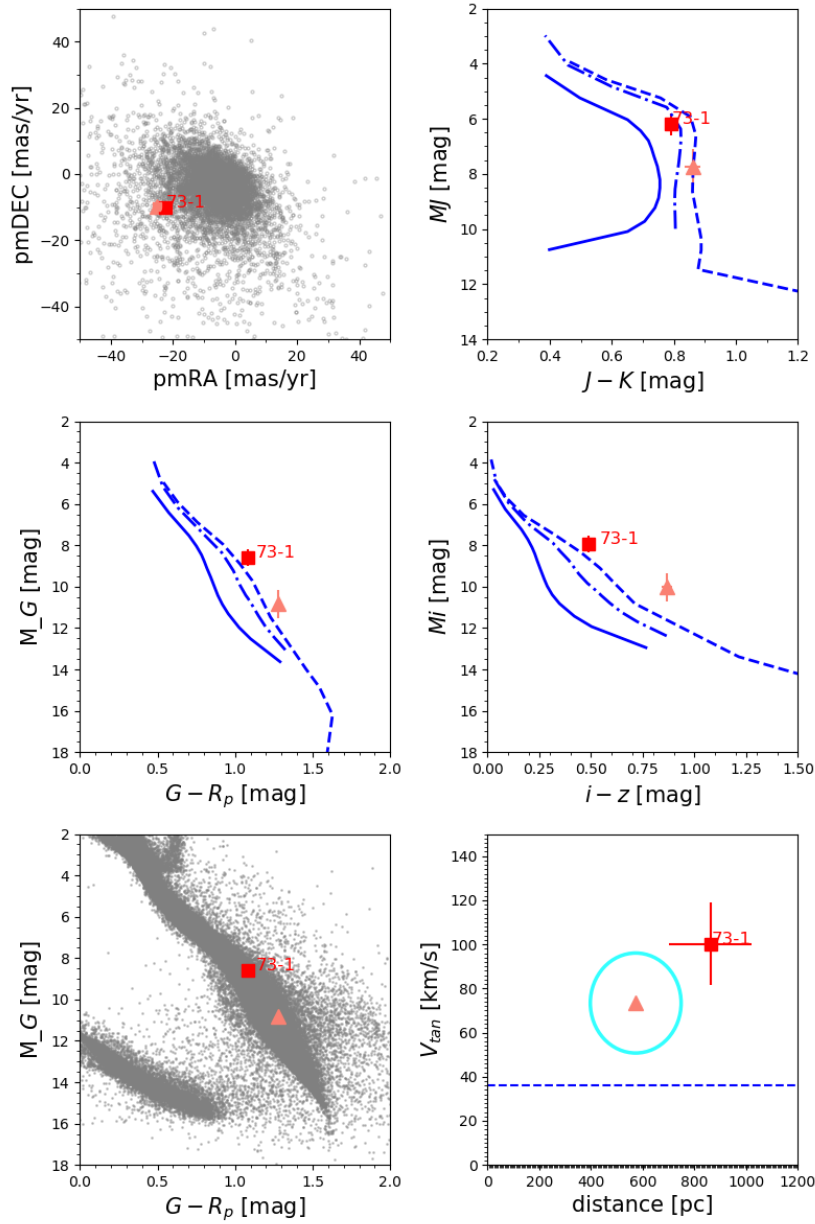 40
20
0
−20
−40
pmDEC [mas/yr]
73-1
−40 −20 0 20 40
pmRA [mas/yr]
2
4
6
8
10
12
14
MJ [mag]
73-1
0.2 0.4 0.6 0.8 1.0 1.2
J − K [mag]
2
4
6
8
10
12
14
16
18
M_G [mag]
73-1
0.0 0.5 1.0 1.5 2.0
G − Rp [mag]
2
4
6
8
10
12
14
16
18
Mi [mag]
73-1
0.00 0.25 0.50 0.75 1.00 1.25 1.50
i − z [mag]
2
4
6
8
10
12
14
16
18
M_G [mag]
73-1
0.0 0.5 1.0 1.5 2.0
G − Rp [mag]
140
120
100
80
60
40
20
0
Vtan [km/s]
73-1
0 200 400 600 800 1000 1200
distance [pc]